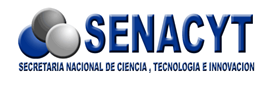 SENACYT
SECRETARIA NACIONAL DE CIENCIA, TECNOLOGIA E INNOVACION